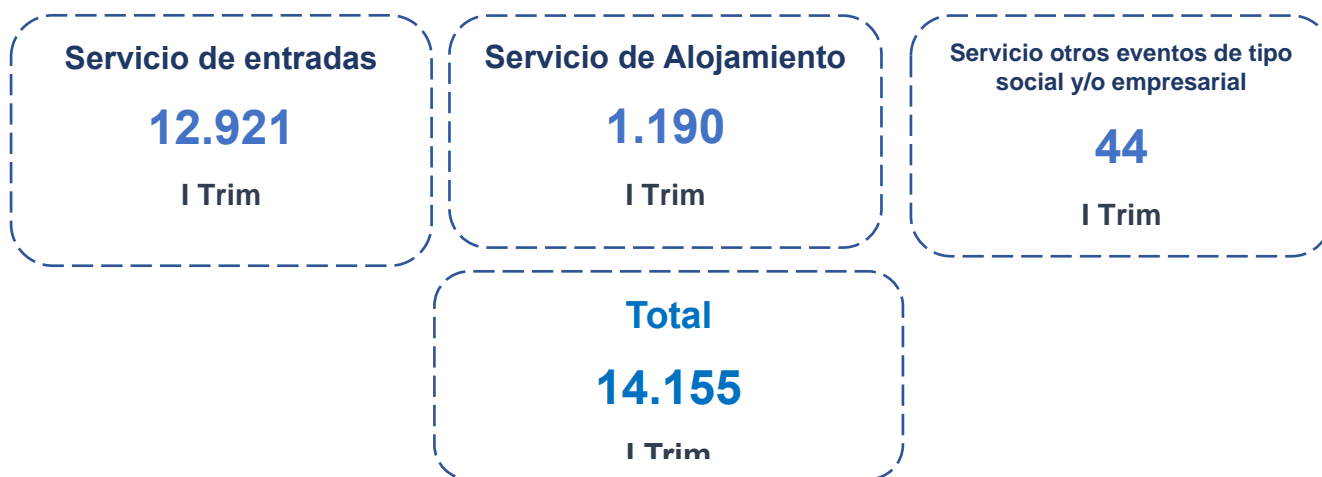 Servicio de entradas
12.921
I Trim
Servicio de Alojamiento
1.190
I Trim
Servicio otros eventos de tipo
social y/o empresarial
44
I Trim
Total
14.155
I Trim